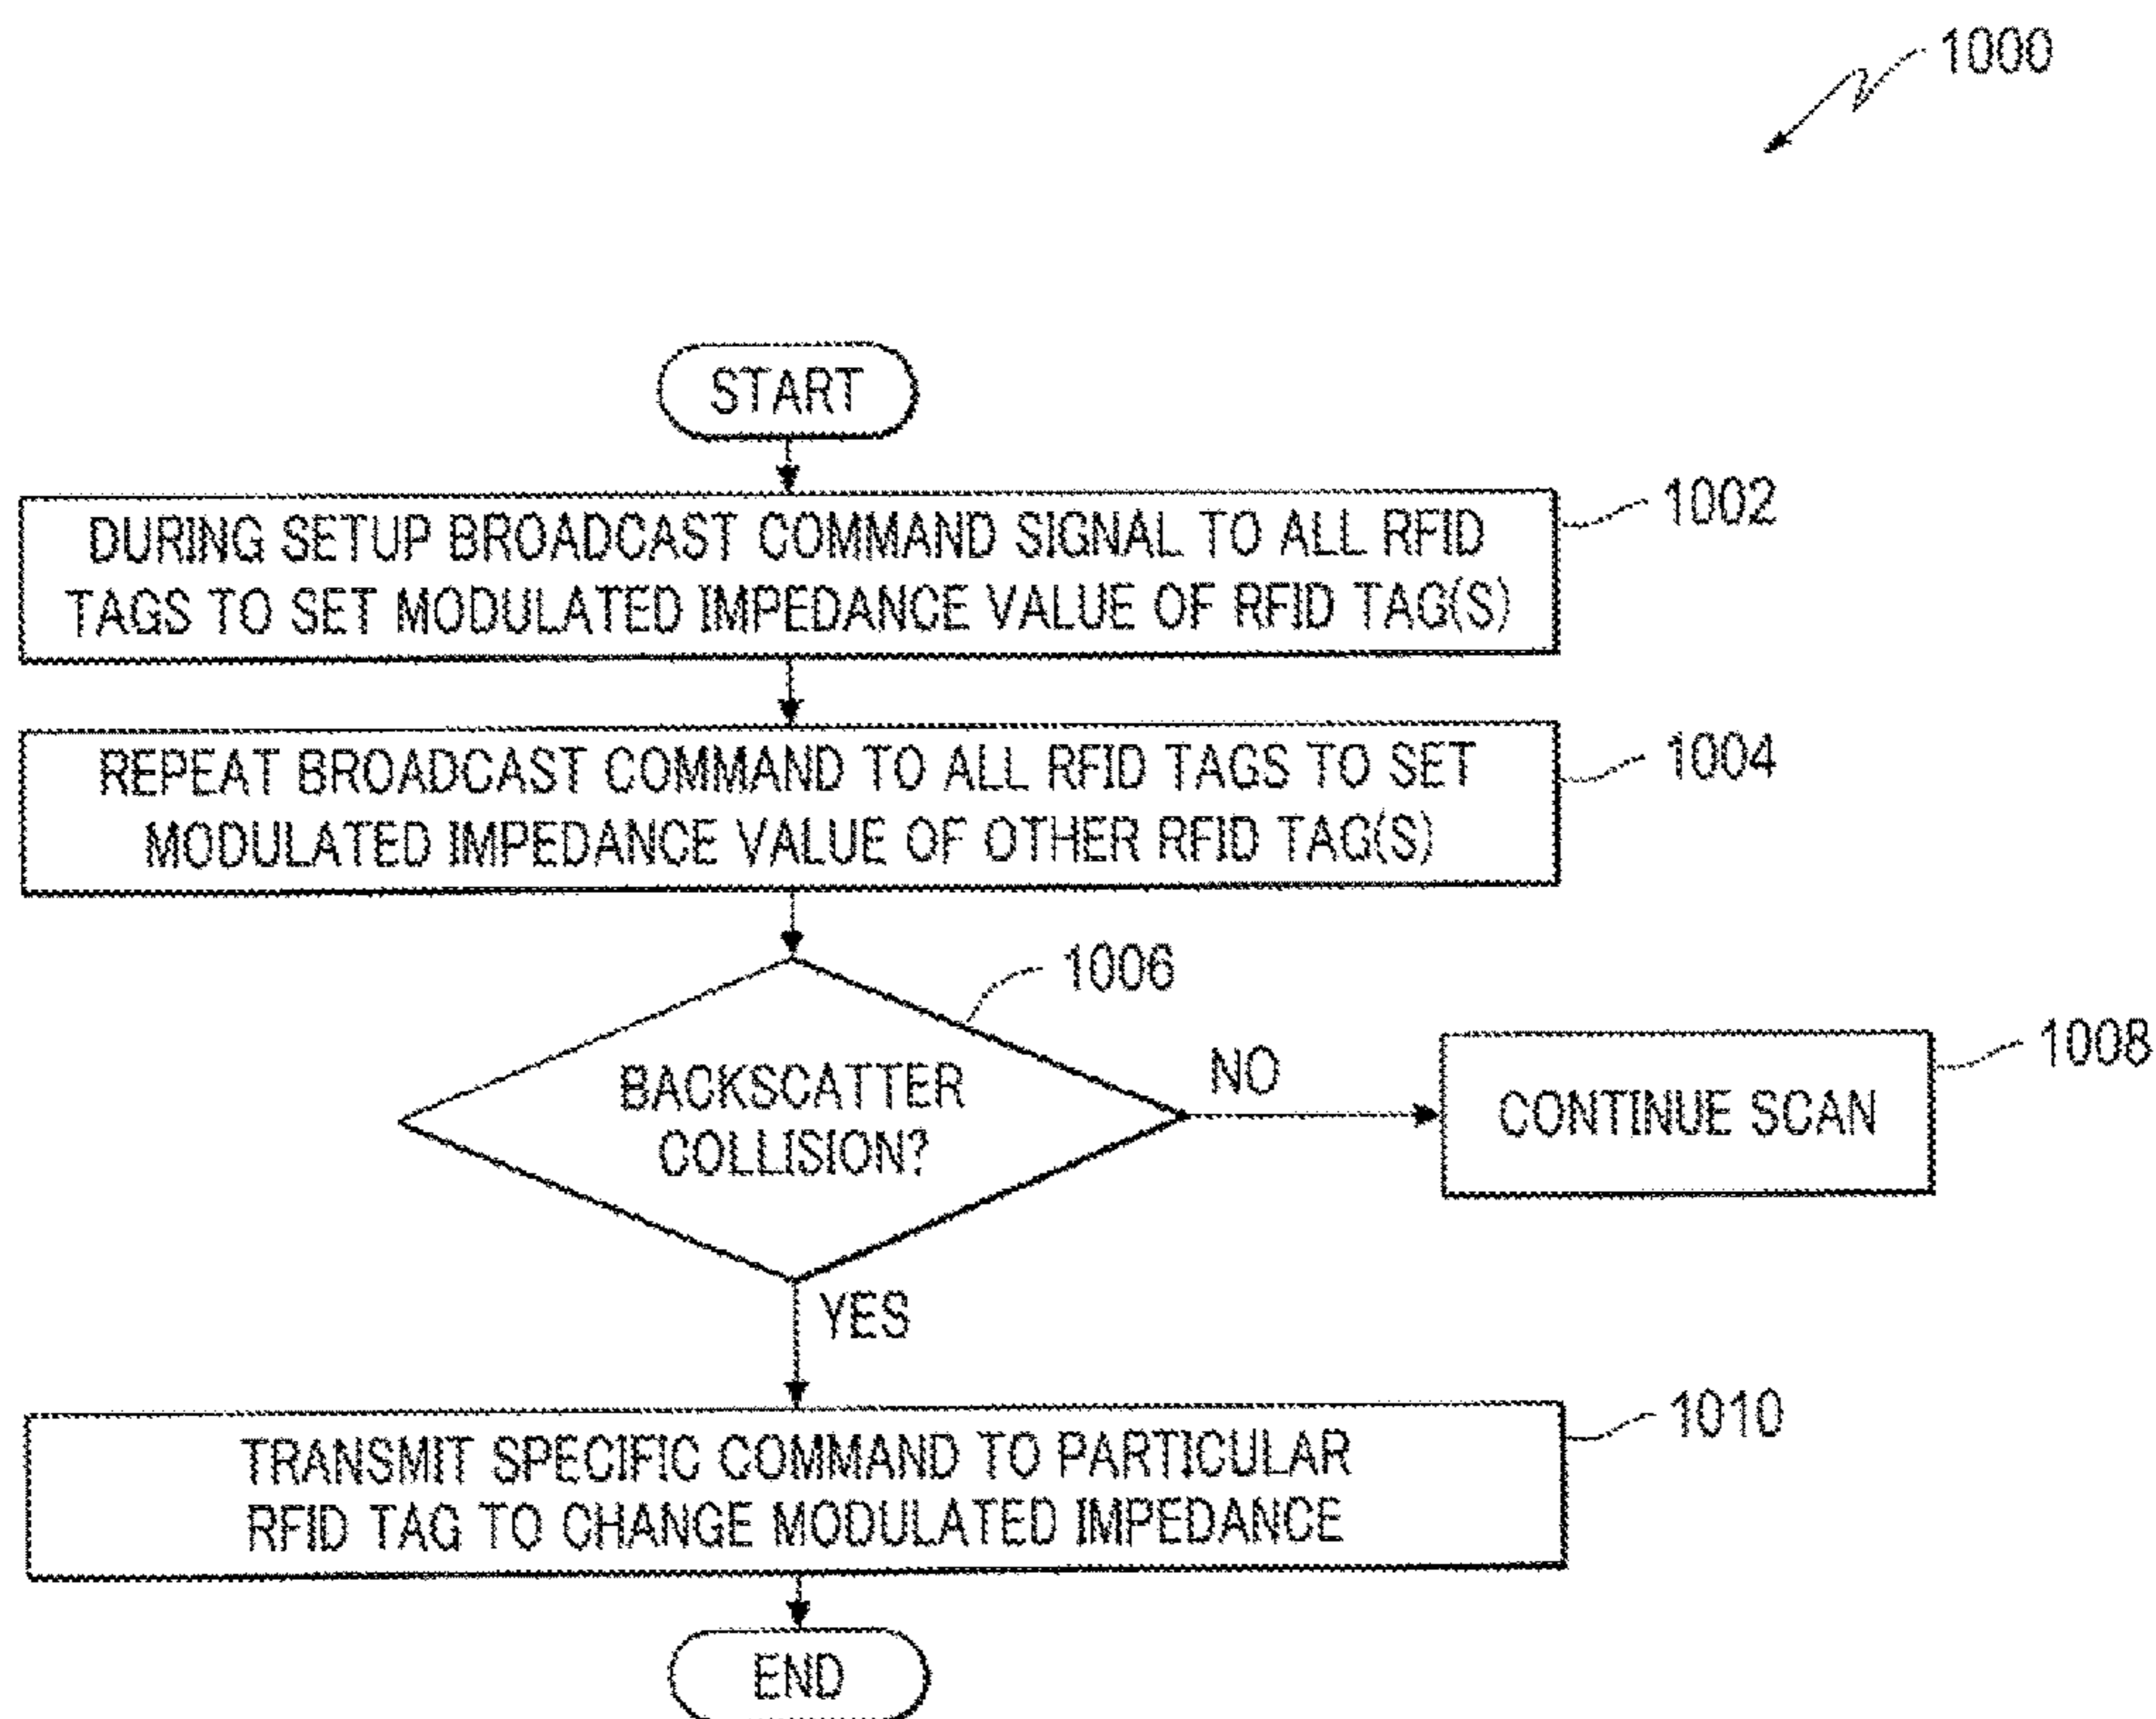 1000
START
DURING SETUP BROADCAST COMMAND SIGNAL TO ALL RFID
TAGS TO SET MODULATED IMPEDANCE VALUE OF RFID TAG(S)
1002
REPEAT BROADCAST COMMAND TO ALL RFID TAGS TO SET
MODULATED IMPEDANCE VALUE OF OTHER RFID TAG(S)
1004
BACKSCATTER
COLLISION?
1006
NO
CONTINUE SCAN
1008
YES
TRANSMIT SPECIFIC COMMAND TO PARTICULAR
RFID TAG TO CHANGE MODULATED IMPEDANCE
1010
END